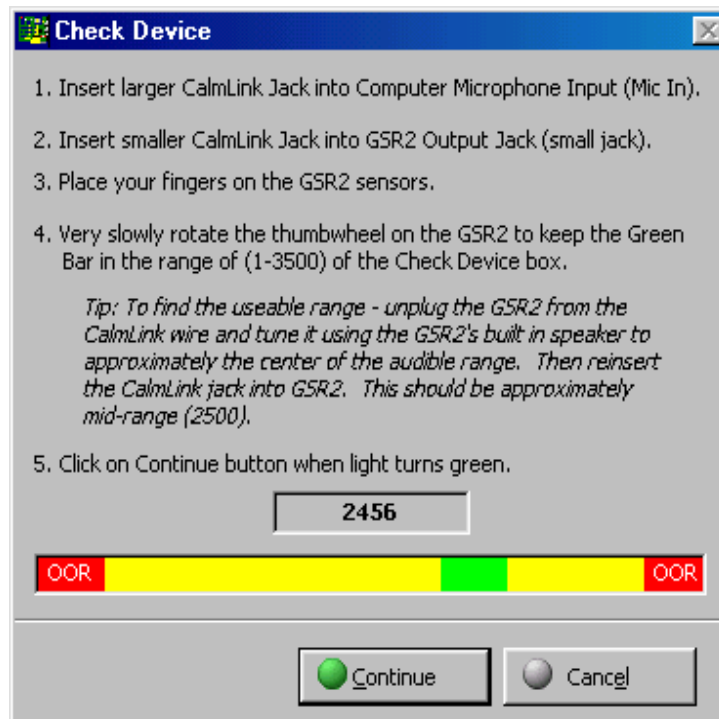 Check Device
1. Insert larger CalmLink Jack into Computer Microphone Input (Mic In).
2. Insert smaller CalmLink Jack into GSR2 Output Jack (small jack).
3. Place your fingers on the GSR2 sensors.
4. Very slowly rotate the thumbwheel on the GSR2 to keep the Green
Bar in the range of (1-3500) of the Check Device box.
Tip: To find the useable range - unplug the GSR2 from the
CalmLink wire and tune it using the GSR2's built in speaker to
approximately the center of the audible range. Then reinsert
the CalmLink jack into GSR2. This should be approximately
mid-range (2500).
5. Click on Continue button when light turns green.
2456
OOR OOR
Continue Cancel